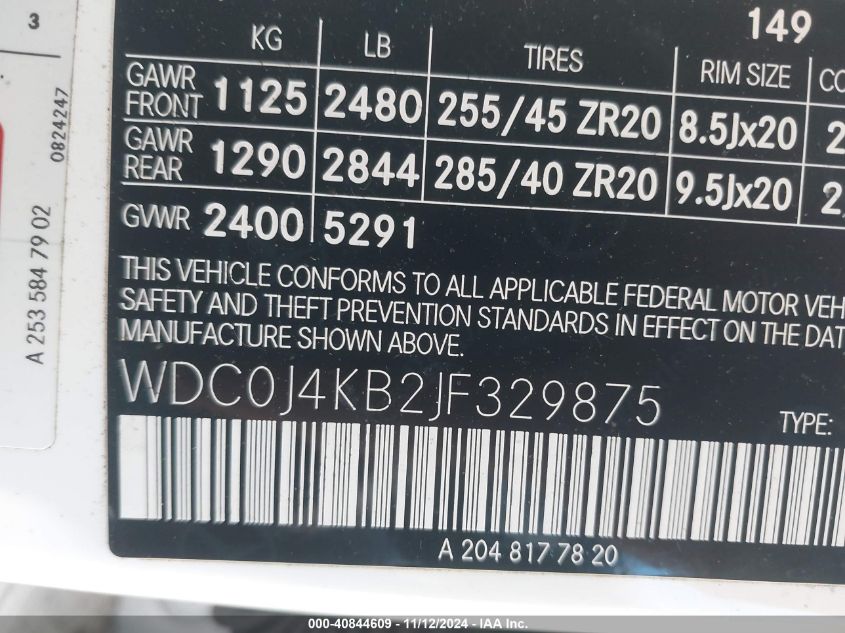 3
0824247
A 253 584 79 02
149
KG LB TIRES RIM SIZE CO
GAWR FRONT 1125 2480 255/45 ZR20 8.5Jx20 2
GAWR REAR 1290 2844 285/40 ZR20 9.5Jx20 2
GVWR 2400 5291
THIS VEHICLE CONFORMS TO ALL APPLICABLE FEDERAL MOTOR VEH
SAFETY AND THEFT PREVENTION STANDARDS IN EFFECT ON THE DAT
MANUFACTURE SHOWN ABOVE.
WDC0J4KB2JF329875
TYPE:
A 204 817 78 20
000-40844609 - 11/12/2024 - IAA Inc.